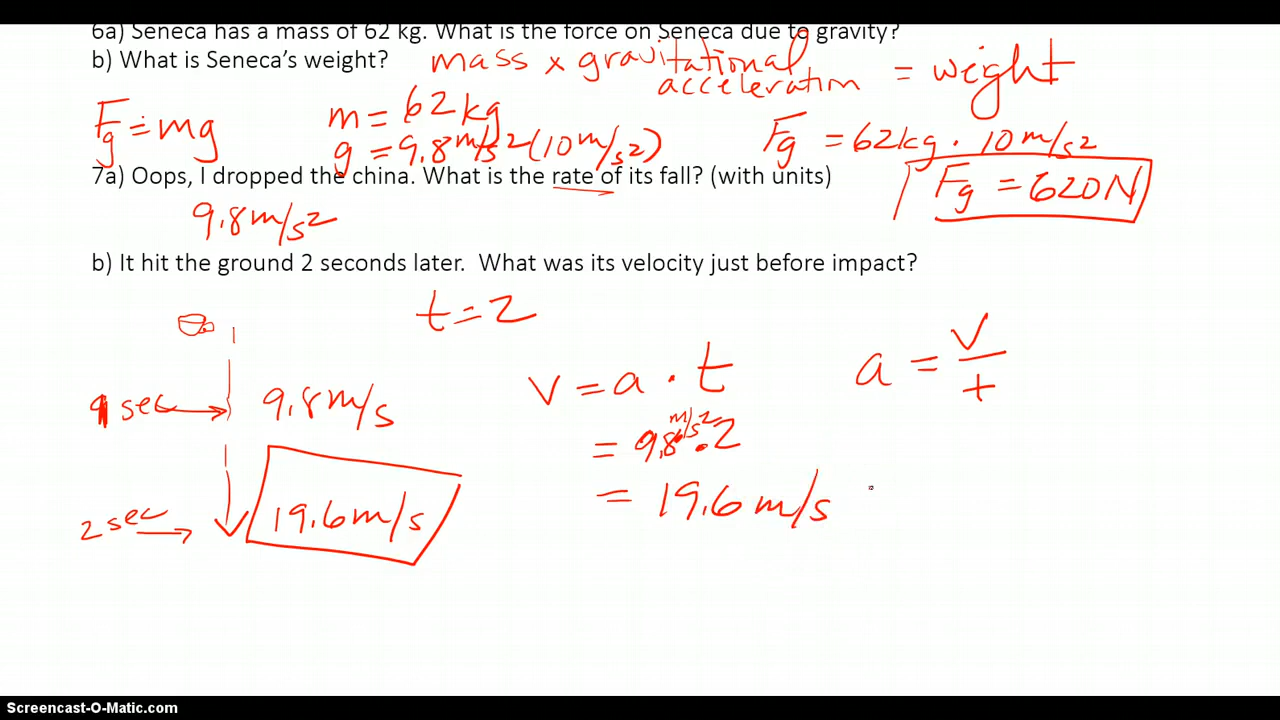 6a) Seneca has a mass of 62 kg. What is the force on Seneca due to gravity?
b) What is Seneca's weight?
mass x gravitational acceleration = weight
Fg = mg
m = 62 kg
g = 9.8 m/s2 (10 m/s2)
Fg = 62kg · 10 m/s2
Fg = 620N
7a) Oops, I dropped the china. What is the rate of its fall? (with units)
9.8 m/s2
b) It hit the ground 2 seconds later. What was its velocity just before impact?
t = 2
1 sec
9.8 m/s
2 sec
19.6 m/s
v = a · t
= 9.8 m/s2 · 2
= 19.6 m/s
a = v/t
Screencast-O-Matic.com